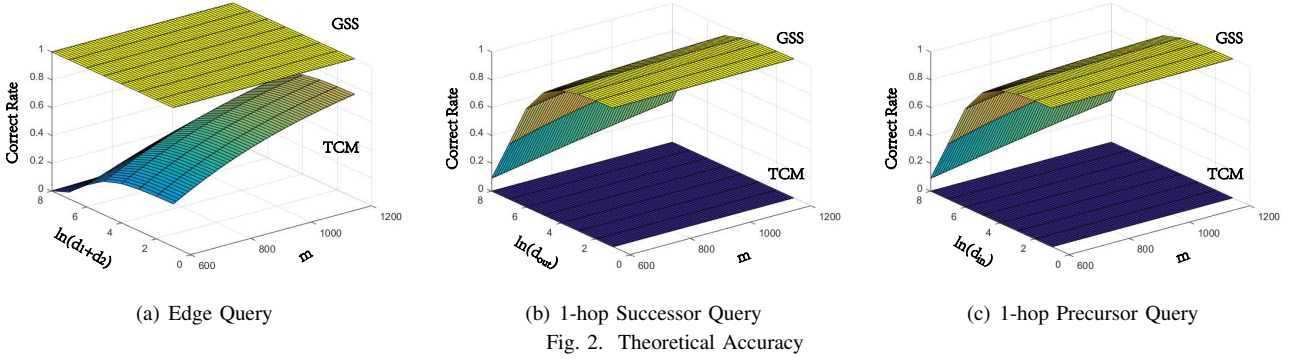 GSS
1
0.8
0.6
0.4
0.2
0
Correct Rate
TCM
8
6
4
2
0
ln(d₁+d₂)
600
800
1000
1200
m
(a) Edge Query
GSS
1
0.8
0.6
0.4
0.2
0
Correct Rate
TCM
8
6
4
2
0
ln(dₒᵤₜ)
600
800
1000
1200
m
(b) 1-hop Successor Query
GSS
1
0.8
0.6
0.4
0.2
0
Correct Rate
TCM
8
6
4
2
0
ln(dᵢₙ)
600
800
1000
1200
m
(c) 1-hop Precursor Query
Fig. 2. Theoretical Accuracy